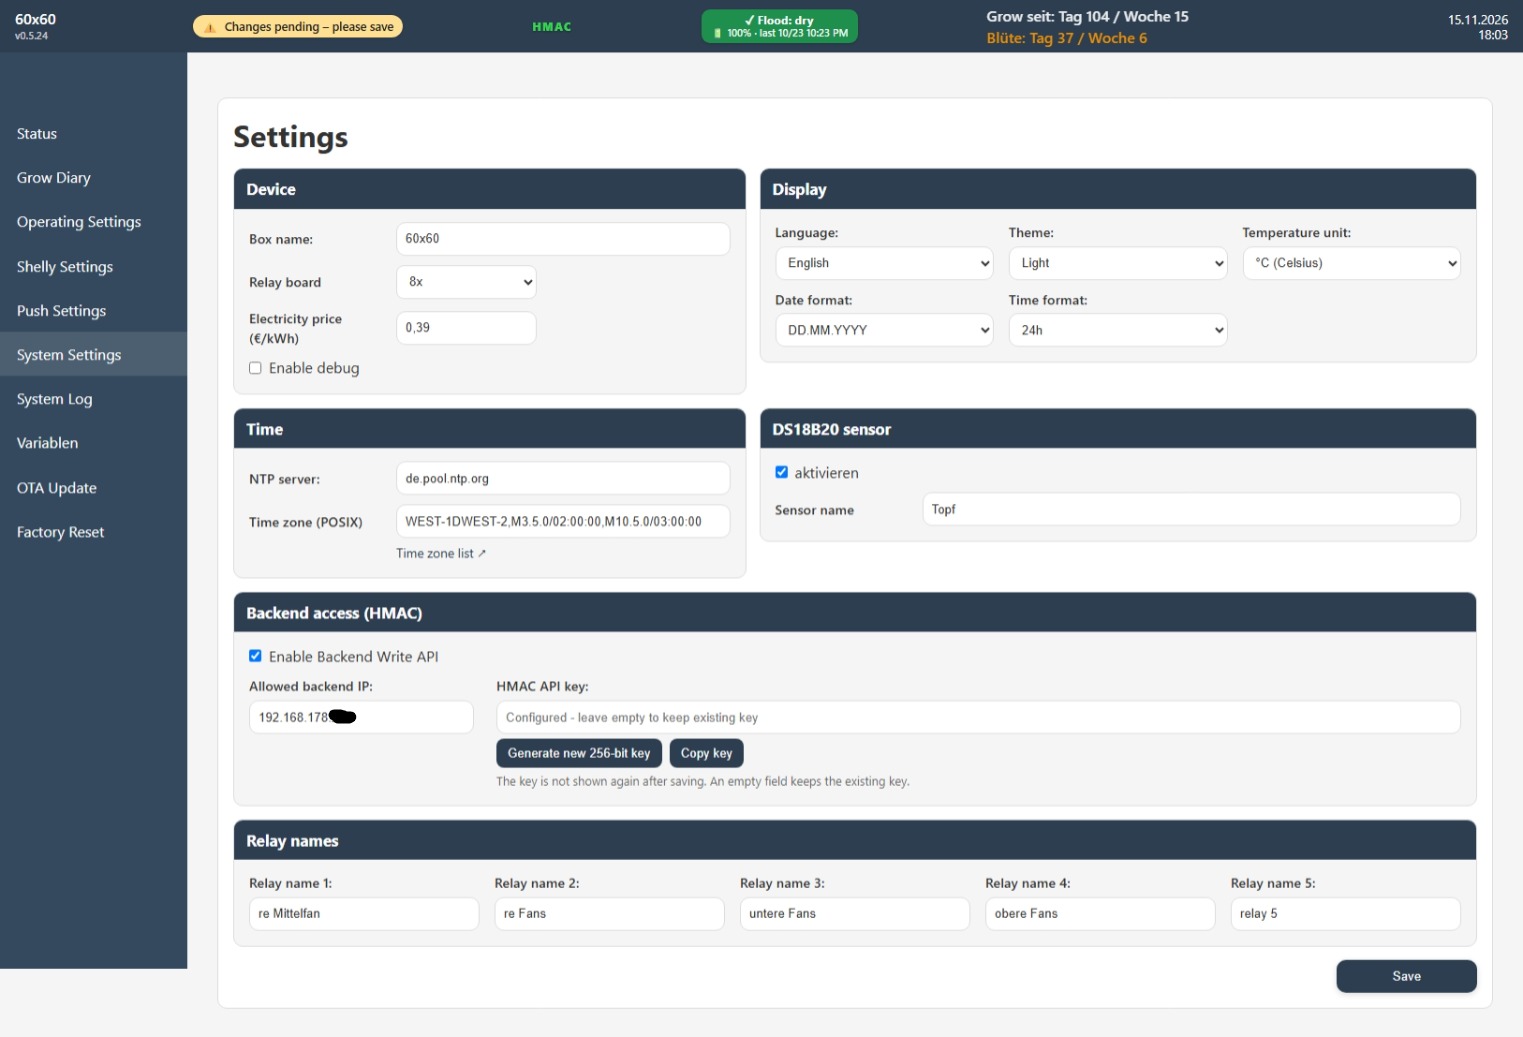 60x60
v0.5.24
⚠ Changes pending – please save
HMAC
✓ Flood: dry
100% · last 10/23 10:23 PM
Grow seit: Tag 104 / Woche 15
Blüte: Tag 37 / Woche 6
15.11.2026
18:03
Status
Grow Diary
Operating Settings
Shelly Settings
Push Settings
System Settings
System Log
Variablen
OTA Update
Factory Reset
Settings
Device
Box name:
60x60
Relay board
8x
Electricity price
(€/kWh)
0,39
Enable debug
Display
Language:
Theme:
Temperature unit:
English
Light
°C (Celsius)
Date format:
Time format:
DD.MM.YYYY
24h
Time
NTP server:
de.pool.ntp.org
Time zone (POSIX)
WEST-1DWEST-2,M3.5.0/02:00:00,M10.5.0/03:00:00
Time zone list ↗
DS18B20 sensor
aktivieren
Sensor name
Topf
Backend access (HMAC)
Enable Backend Write API
Allowed backend IP:
192.168.178
HMAC API key:
Configured - leave empty to keep existing key
Generate new 256-bit key
Copy key
The key is not shown again after saving. An empty field keeps the existing key.
Relay names
Relay name 1:
Relay name 2:
Relay name 3:
Relay name 4:
Relay name 5:
re Mittelfan
re Fans
untere Fans
obere Fans
relay 5
Save